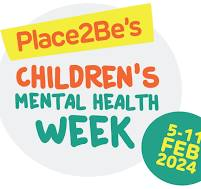 Place2Be's
CHILDREN'S
MENTAL HEALTH
WEEK
5-11
FEB
2024